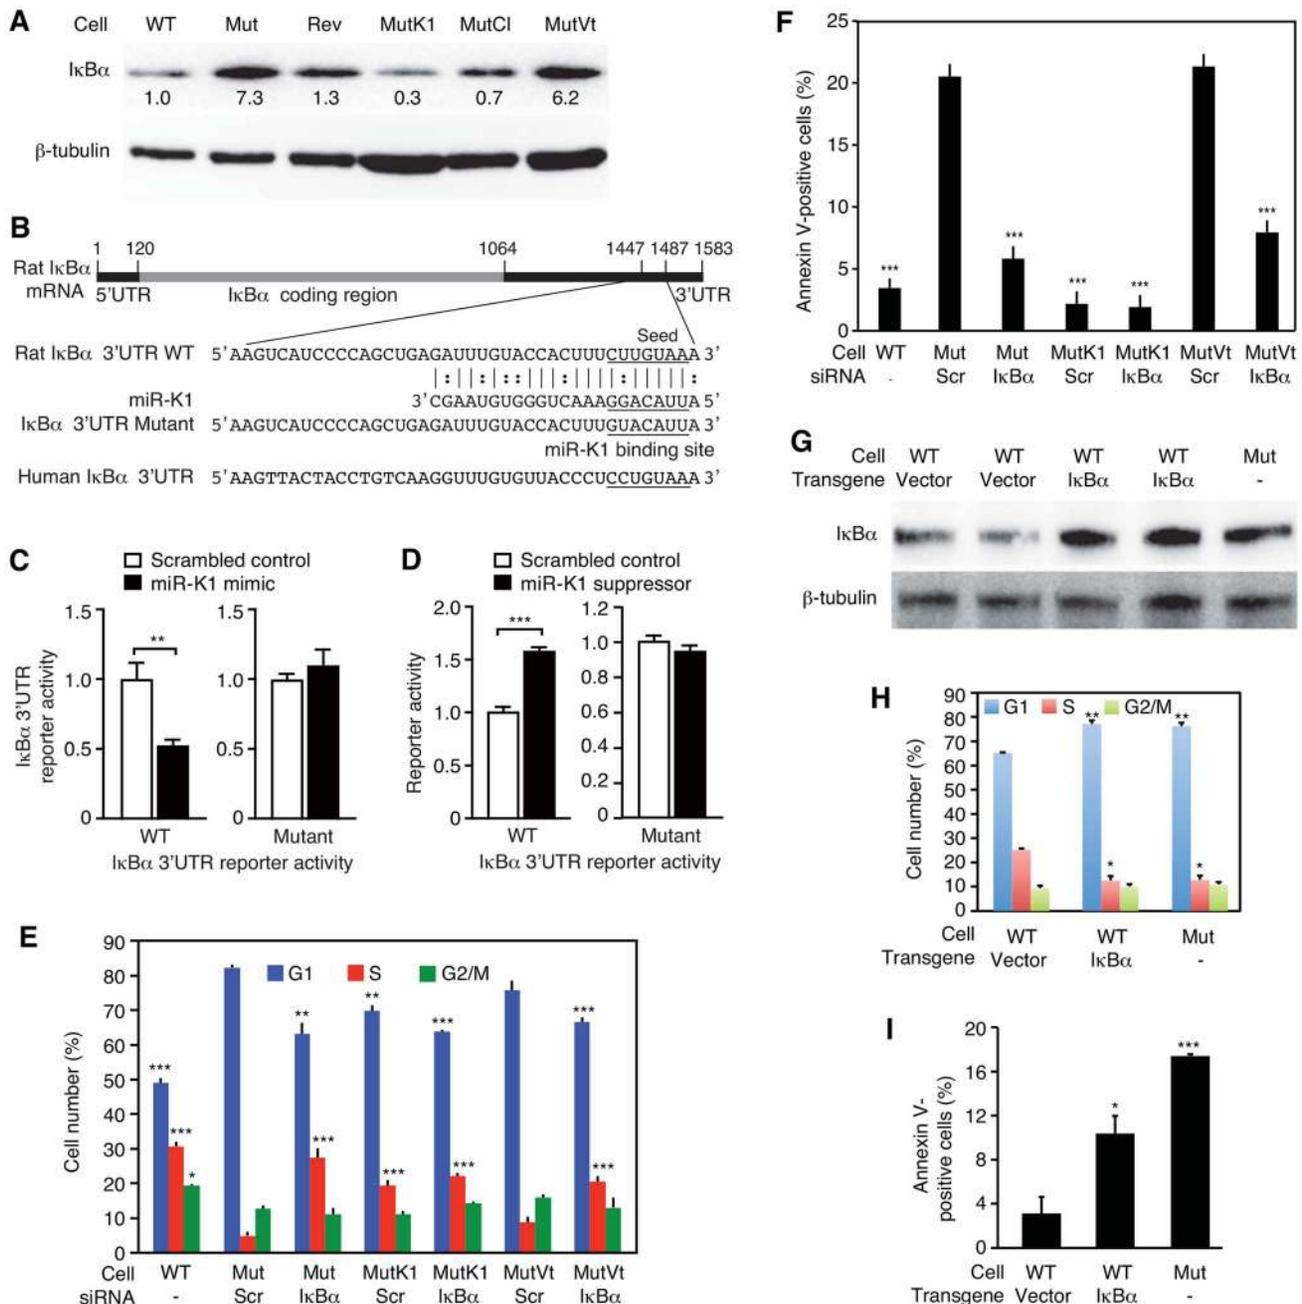 A
Cell WT Mut Rev MutK1 MutCl MutVt
IκBα
1.0 7.3 1.3 0.3 0.7 6.2
β-tubulin
B
1 120 1064 1447 1487 1583
Rat IκBα
mRNA
5'UTR IκBα coding region 3'UTR
Seed
Rat IκBα 3'UTR WT 5'AAGUCAUCCCCAGCUGAGAUUUGUACCACUUUCUUGUAAA3'
miR-K1 3'CGAAUGUGGGUCAAAGGACAUUA5'
IκBα 3'UTR Mutant 5'AAGUCAUCCCCAGCUGAGAUUUGUACCACUUUGUACAUUA3'
miR-K1 binding site
Human IκBα 3'UTR 5'AAGUUACUACCUGUCAAGGUUUGUGUUACCCUCCUGUAAA3'
C
Scrambled control
miR-K1 mimic
IκBα 3'UTR
reporter activity
1.5
1.0
0.5
0
**
WT
1.5
1.0
0.5
0
Mutant
IκBα 3'UTR reporter activity
D
Scrambled control
miR-K1 suppressor
Reporter activity
2.0
1.5
1.0
0.5
0
***
WT
1.2
1.0
0.8
0.6
0.4
0.2
0
Mutant
IκBα 3'UTR reporter activity
E
Cell number (%)
90
80
70
60
50
40
30
20
10
0
G1 S G2/M
*** *** *
** ***
** ***
*** ***
*** ***
Cell WT Mut Mut MutK1 MutK1 MutVt MutVt
siRNA - Scr IκBα Scr IκBα Scr IκBα
F
Annexin V-positive cells (%)
25
20
15
10
5
0
*** *** *** *** ***
Cell WT Mut Mut MutK1 MutK1 MutVt MutVt
siRNA - Scr IκBα Scr IκBα Scr IκBα
G
Cell WT WT WT WT Mut
Transgene Vector Vector IκBα IκBα -
IκBα
β-tubulin
H
Cell number (%)
90
80
70
60
50
40
30
20
10
0
G1 S G2/M
** *
** *
Cell WT WT Mut
Transgene Vector IκBα -
I
Annexin V-
positive cells (%)
20
16
12
8
4
0
* ***
Cell WT WT Mut
Transgene Vector IκBα -